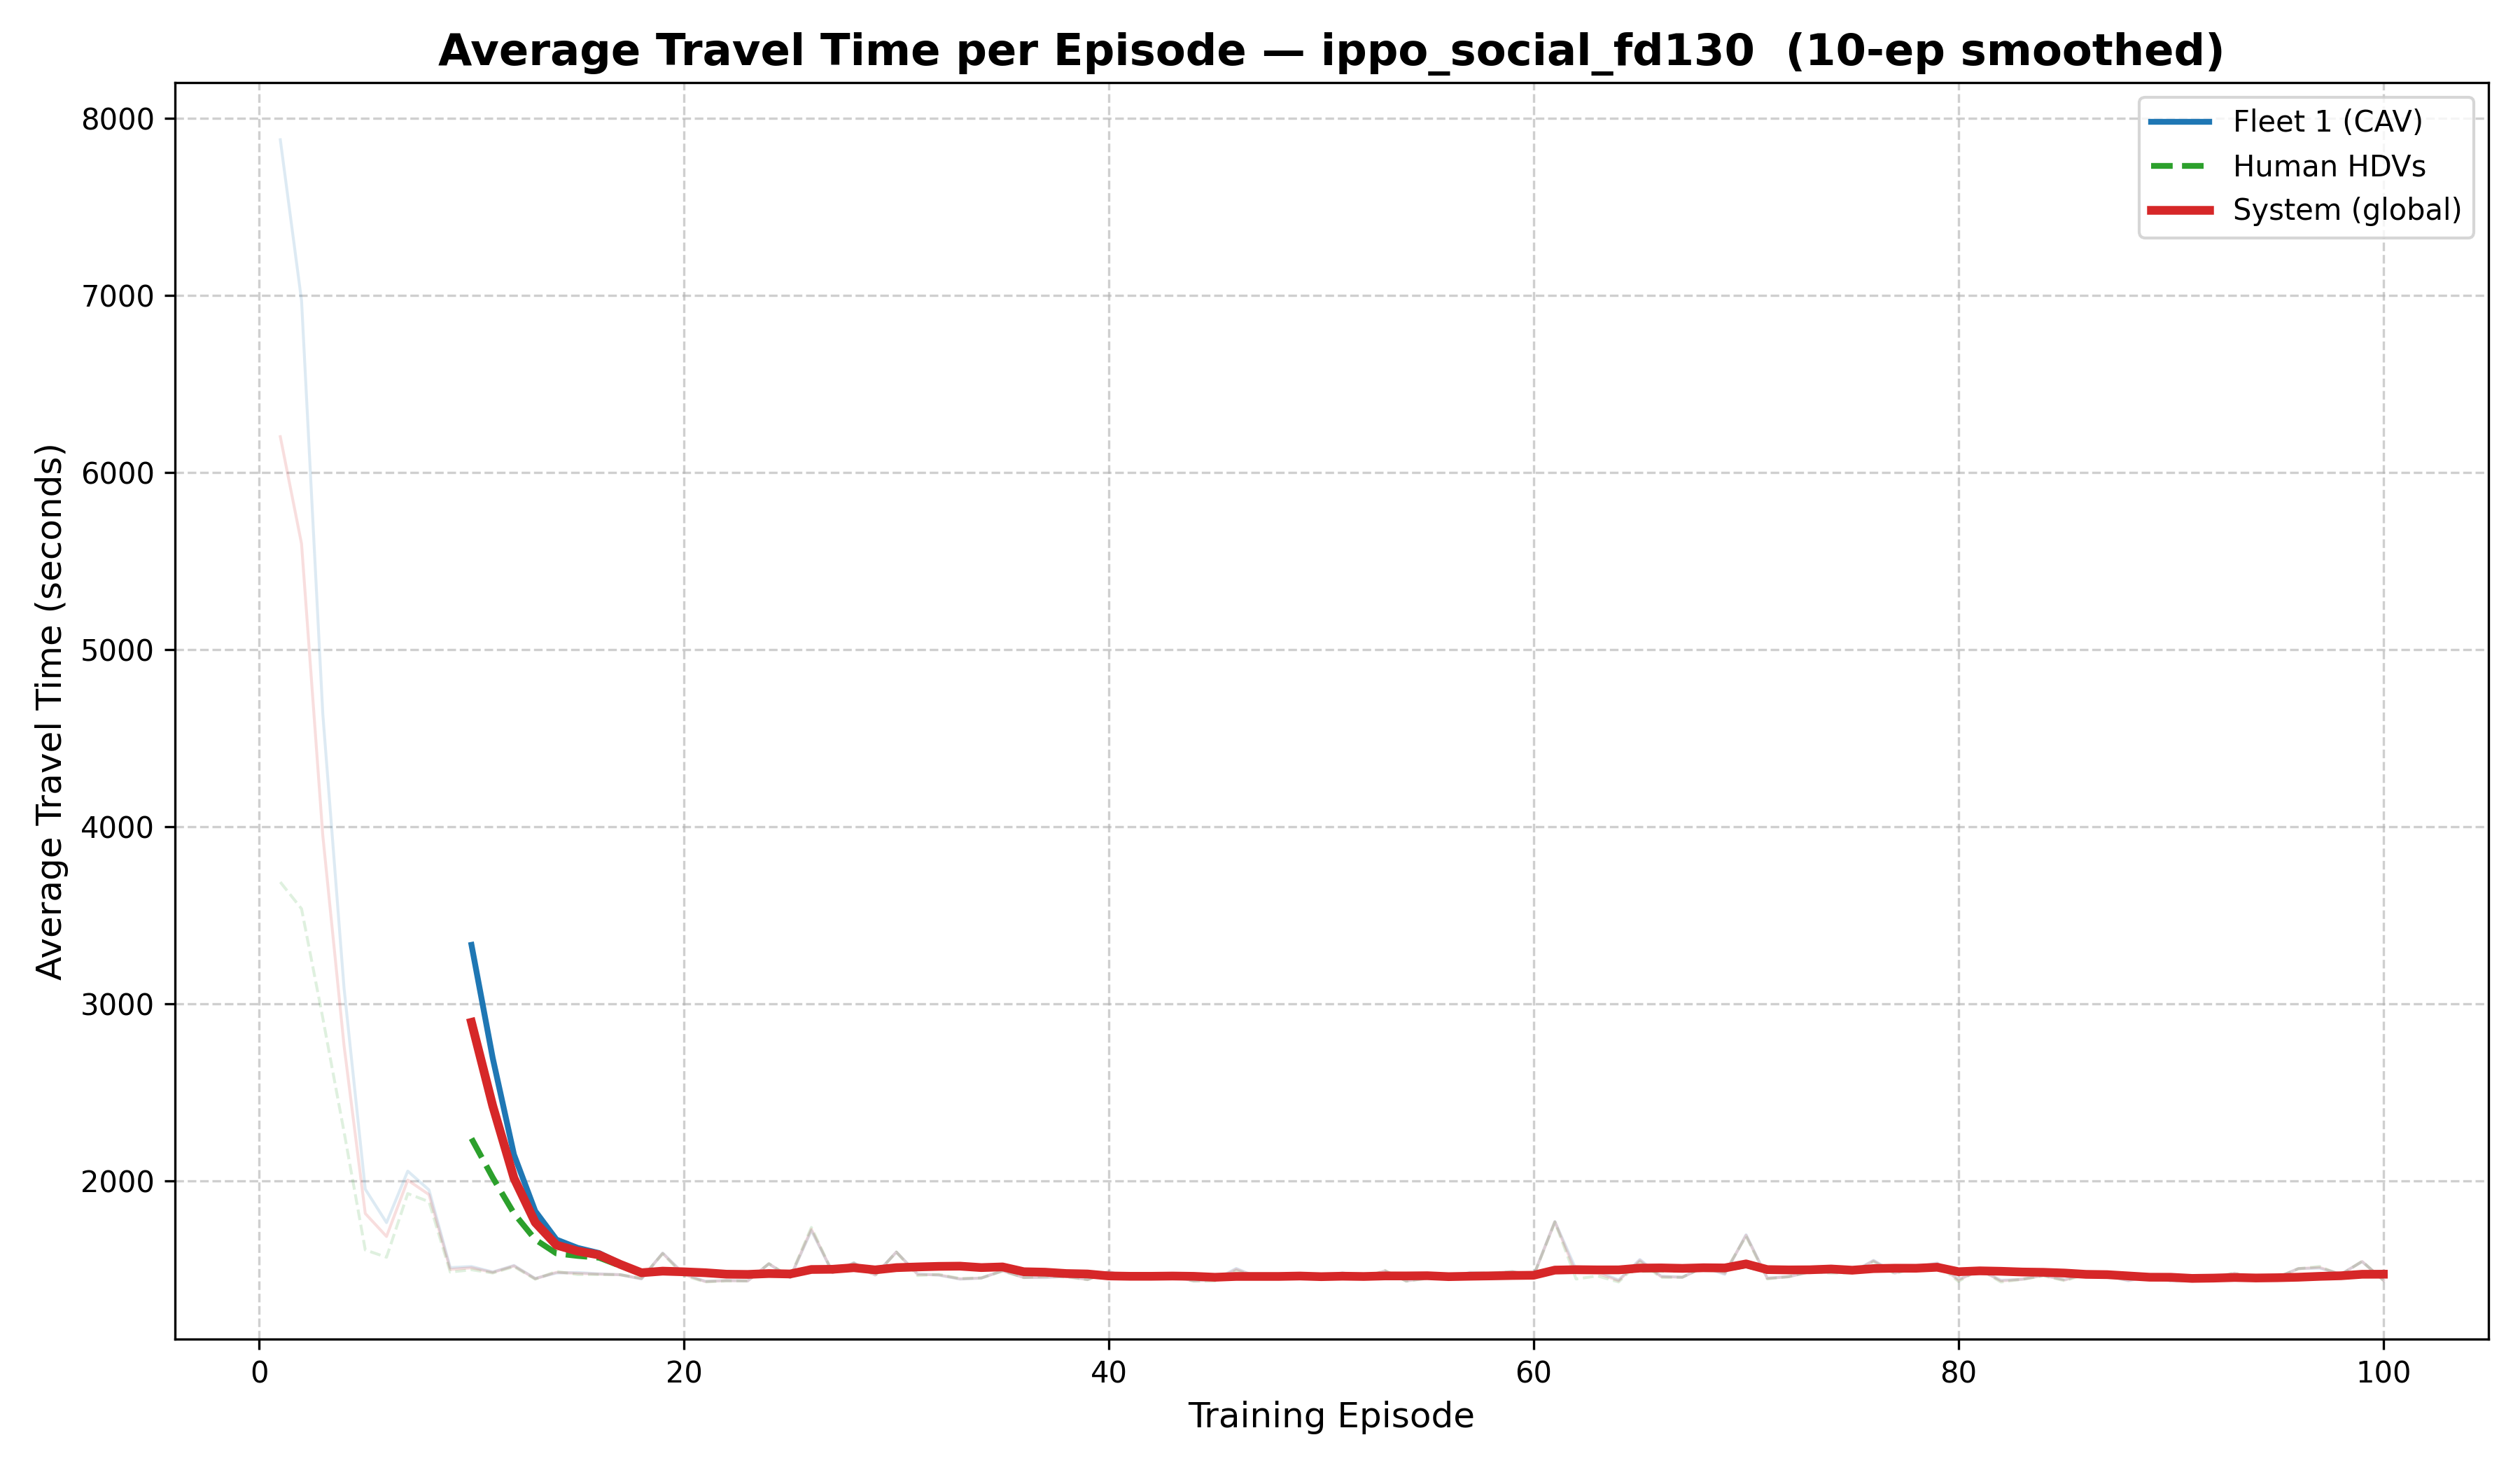 Average Travel Time per Episode — ippo_social_fd130 (10-ep smoothed)
Fleet 1 (CAV)
Human HDVs
System (global)
Average Travel Time (seconds)
8000
7000
6000
5000
4000
3000
2000
0
20
40
60
80
100
Training Episode